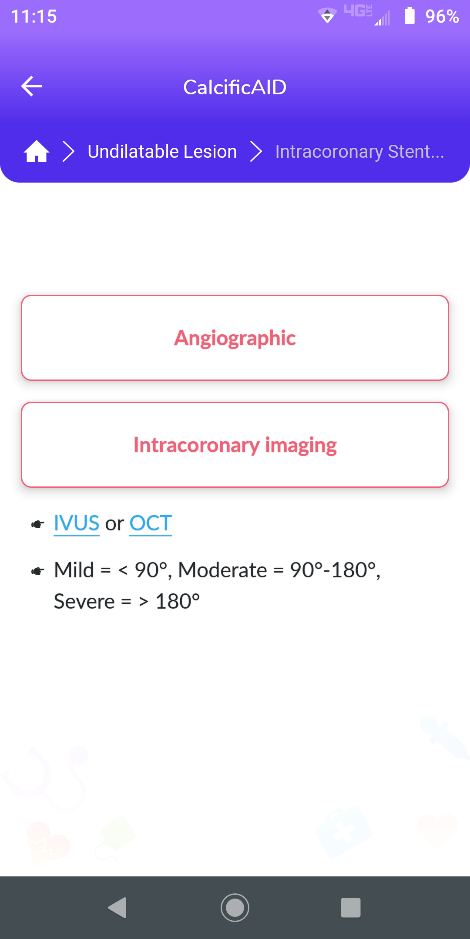 11:15
4G 96%
CalcificAID
Undilatable Lesion Intracoronary Stent...
Angiographic
Intracoronary imaging
IVUS or OCT
Mild = < 90°, Moderate = 90°-180°,
Severe = > 180°